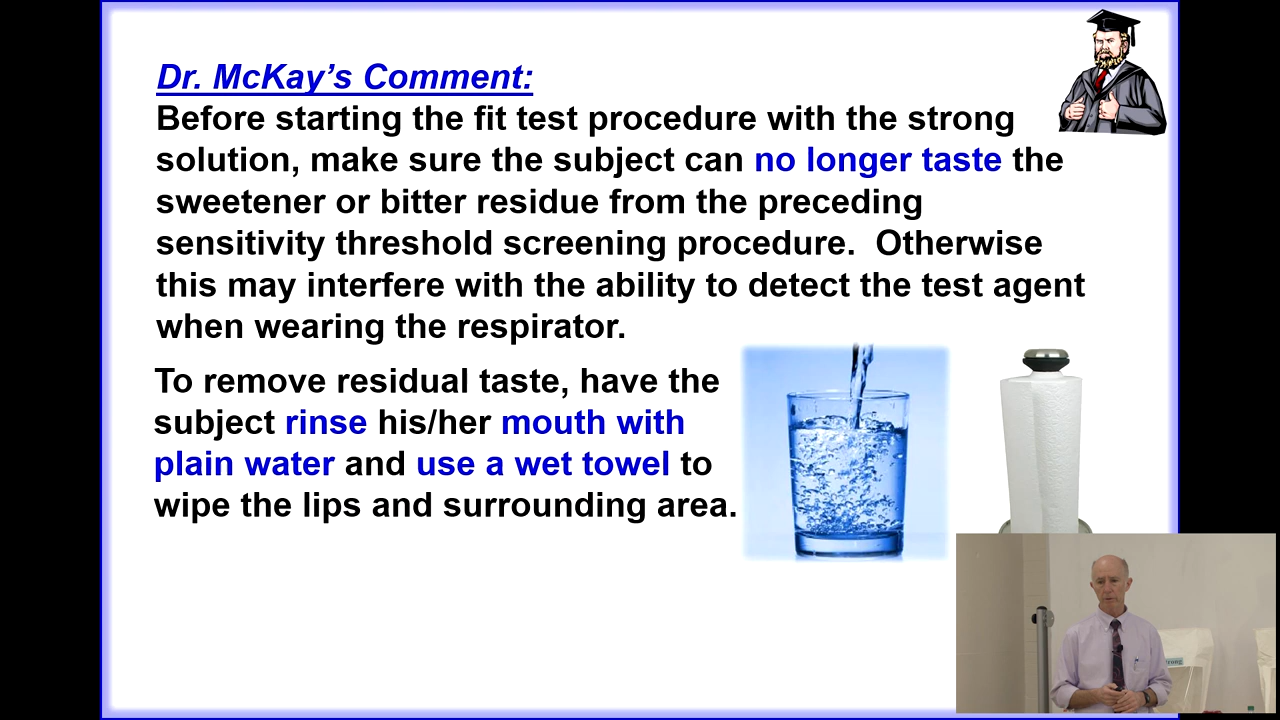 Dr. McKay's Comment:
Before starting the fit test procedure with the strong
solution, make sure the subject can no longer taste the
sweetener or bitter residue from the preceding
sensitivity threshold screening procedure.  Otherwise
this may interfere with the ability to detect the test agent
when wearing the respirator.
To remove residual taste, have the
subject rinse his/her mouth with
plain water and use a wet towel to
wipe the lips and surrounding area.